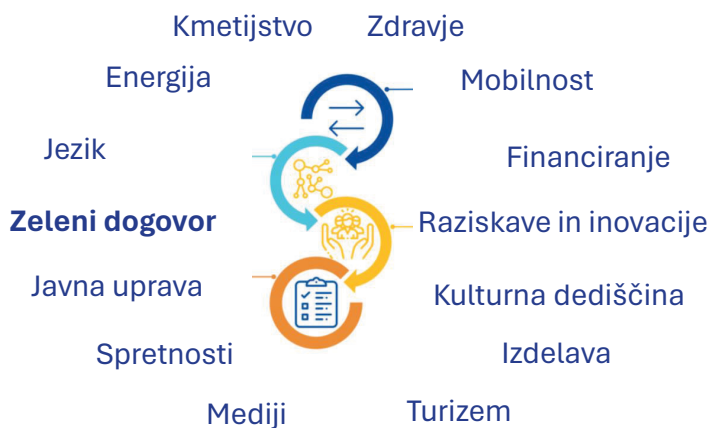 Kmetijstvo
Zdravje
Energija
Mobilnost
Jezik
Financiranje
Zeleni dogovor
Raziskave in inovacije
Javna uprava
Kulturna dediščina
Spretnosti
Izdelava
Mediji
Turizem